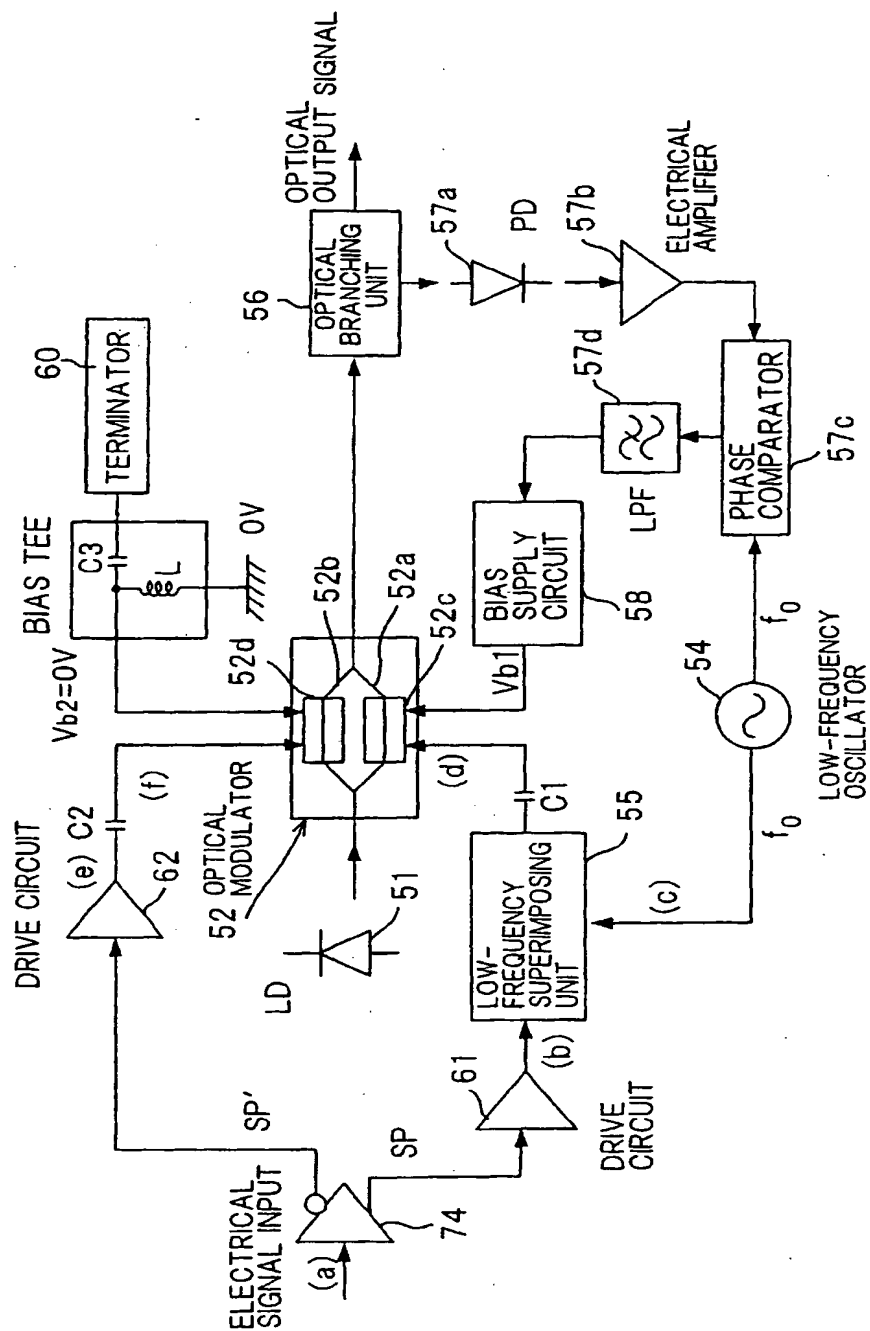 ELECTRICAL
SIGNAL INPUT
(a)
74
SP'
SP
DRIVE CIRCUIT
(e)
C2
62
(f)
61
DRIVE
CIRCUIT
(b)
LD
51
52
OPTICAL
MODULATOR
52d
52b
52a
52c
LOW-
FREQUENCY
SUPERIMPOSING
UNIT
55
(c)
C1
(d)
Vb2=0V
BIAS TEE
C3
L
0V
60
TERMINATOR
Vb1
BIAS
SUPPLY
CIRCUIT
58
f0
54
LOW-FREQUENCY
OSCILLATOR
f0
56
OPTICAL
BRANCHING
UNIT
OPTICAL
OUTPUT SIGNAL
57a
PD
57b
ELECTRICAL
AMPLIFIER
57d
LPF
PHASE
COMPARATOR
57c